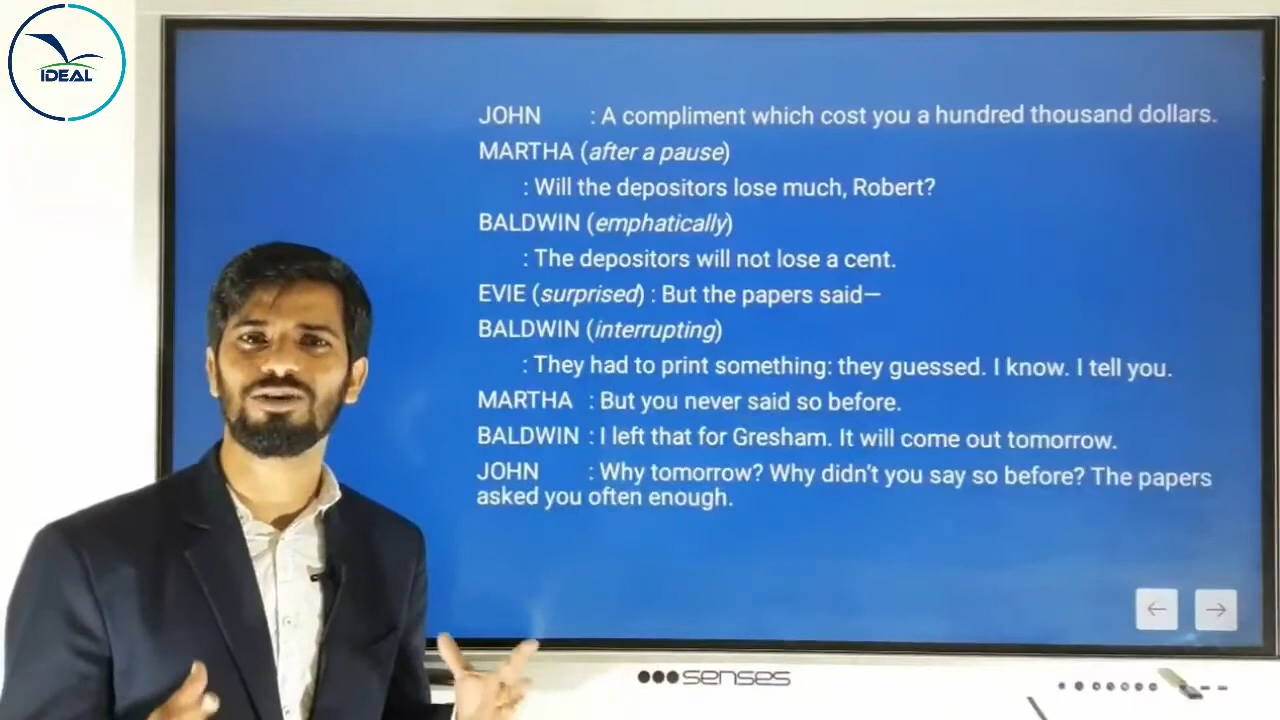 IDEAL
JOHN : A compliment which cost you a hundred thousand dollars.
MARTHA (after a pause)
: Will the depositors lose much, Robert?
BALDWIN (emphatically)
: The depositors will not lose a cent.
EVIE (surprised) : But the papers said—
BALDWIN (interrupting)
: They had to print something: they guessed. I know. I tell you.
MARTHA : But you never said so before.
BALDWIN : I left that for Gresham. It will come out tomorrow.
JOHN : Why tomorrow? Why didn't you say so before? The papers
asked you often enough.
senses